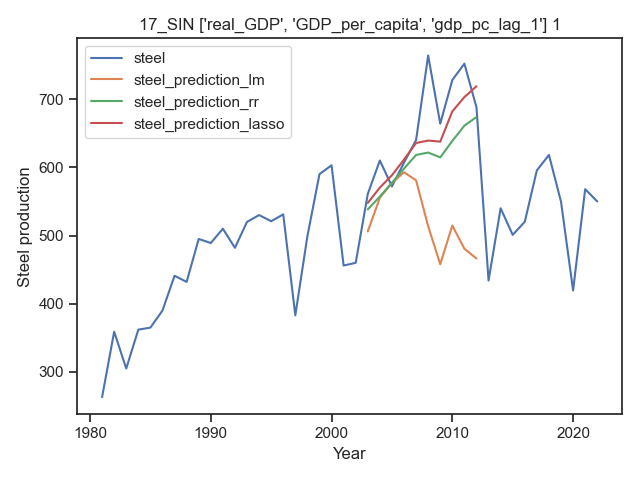 17_SIN ['real_GDP', 'GDP_per_capita', 'gdp_pc_lag_1'] 1
steel
steel_prediction_lm
steel_prediction_rr
steel_prediction_lasso
Steel production
700
600
500
400
300
1980
1990
2000
2010
2020
Year